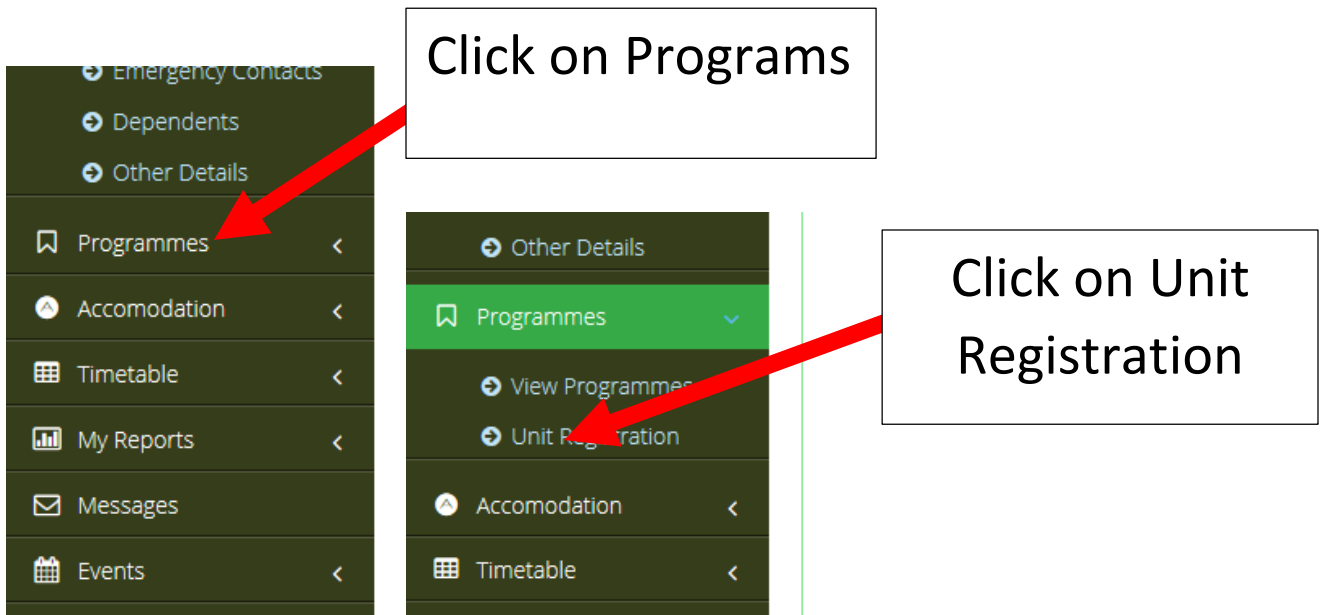 Click on Programs
Emergency Contacts
Dependents
Other Details
Programmes
Accomodation
Timetable
My Reports
Messages
Events
Other Details
Programmes
View Programmes
Unit Registration
Accomodation
Timetable
Click on Unit
Registration